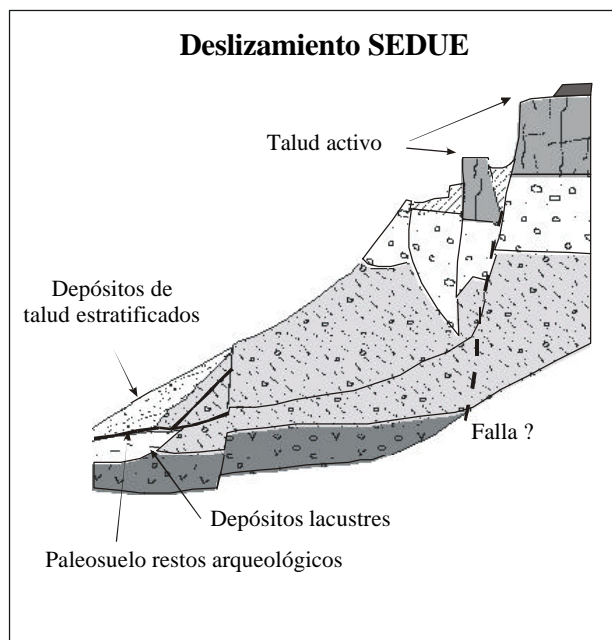 Deslizamiento SEDUE
Talud activo
Depósitos de
talud estratificados
Falla ?
Depósitos lacustres
Paleosuelo restos arqueológicos